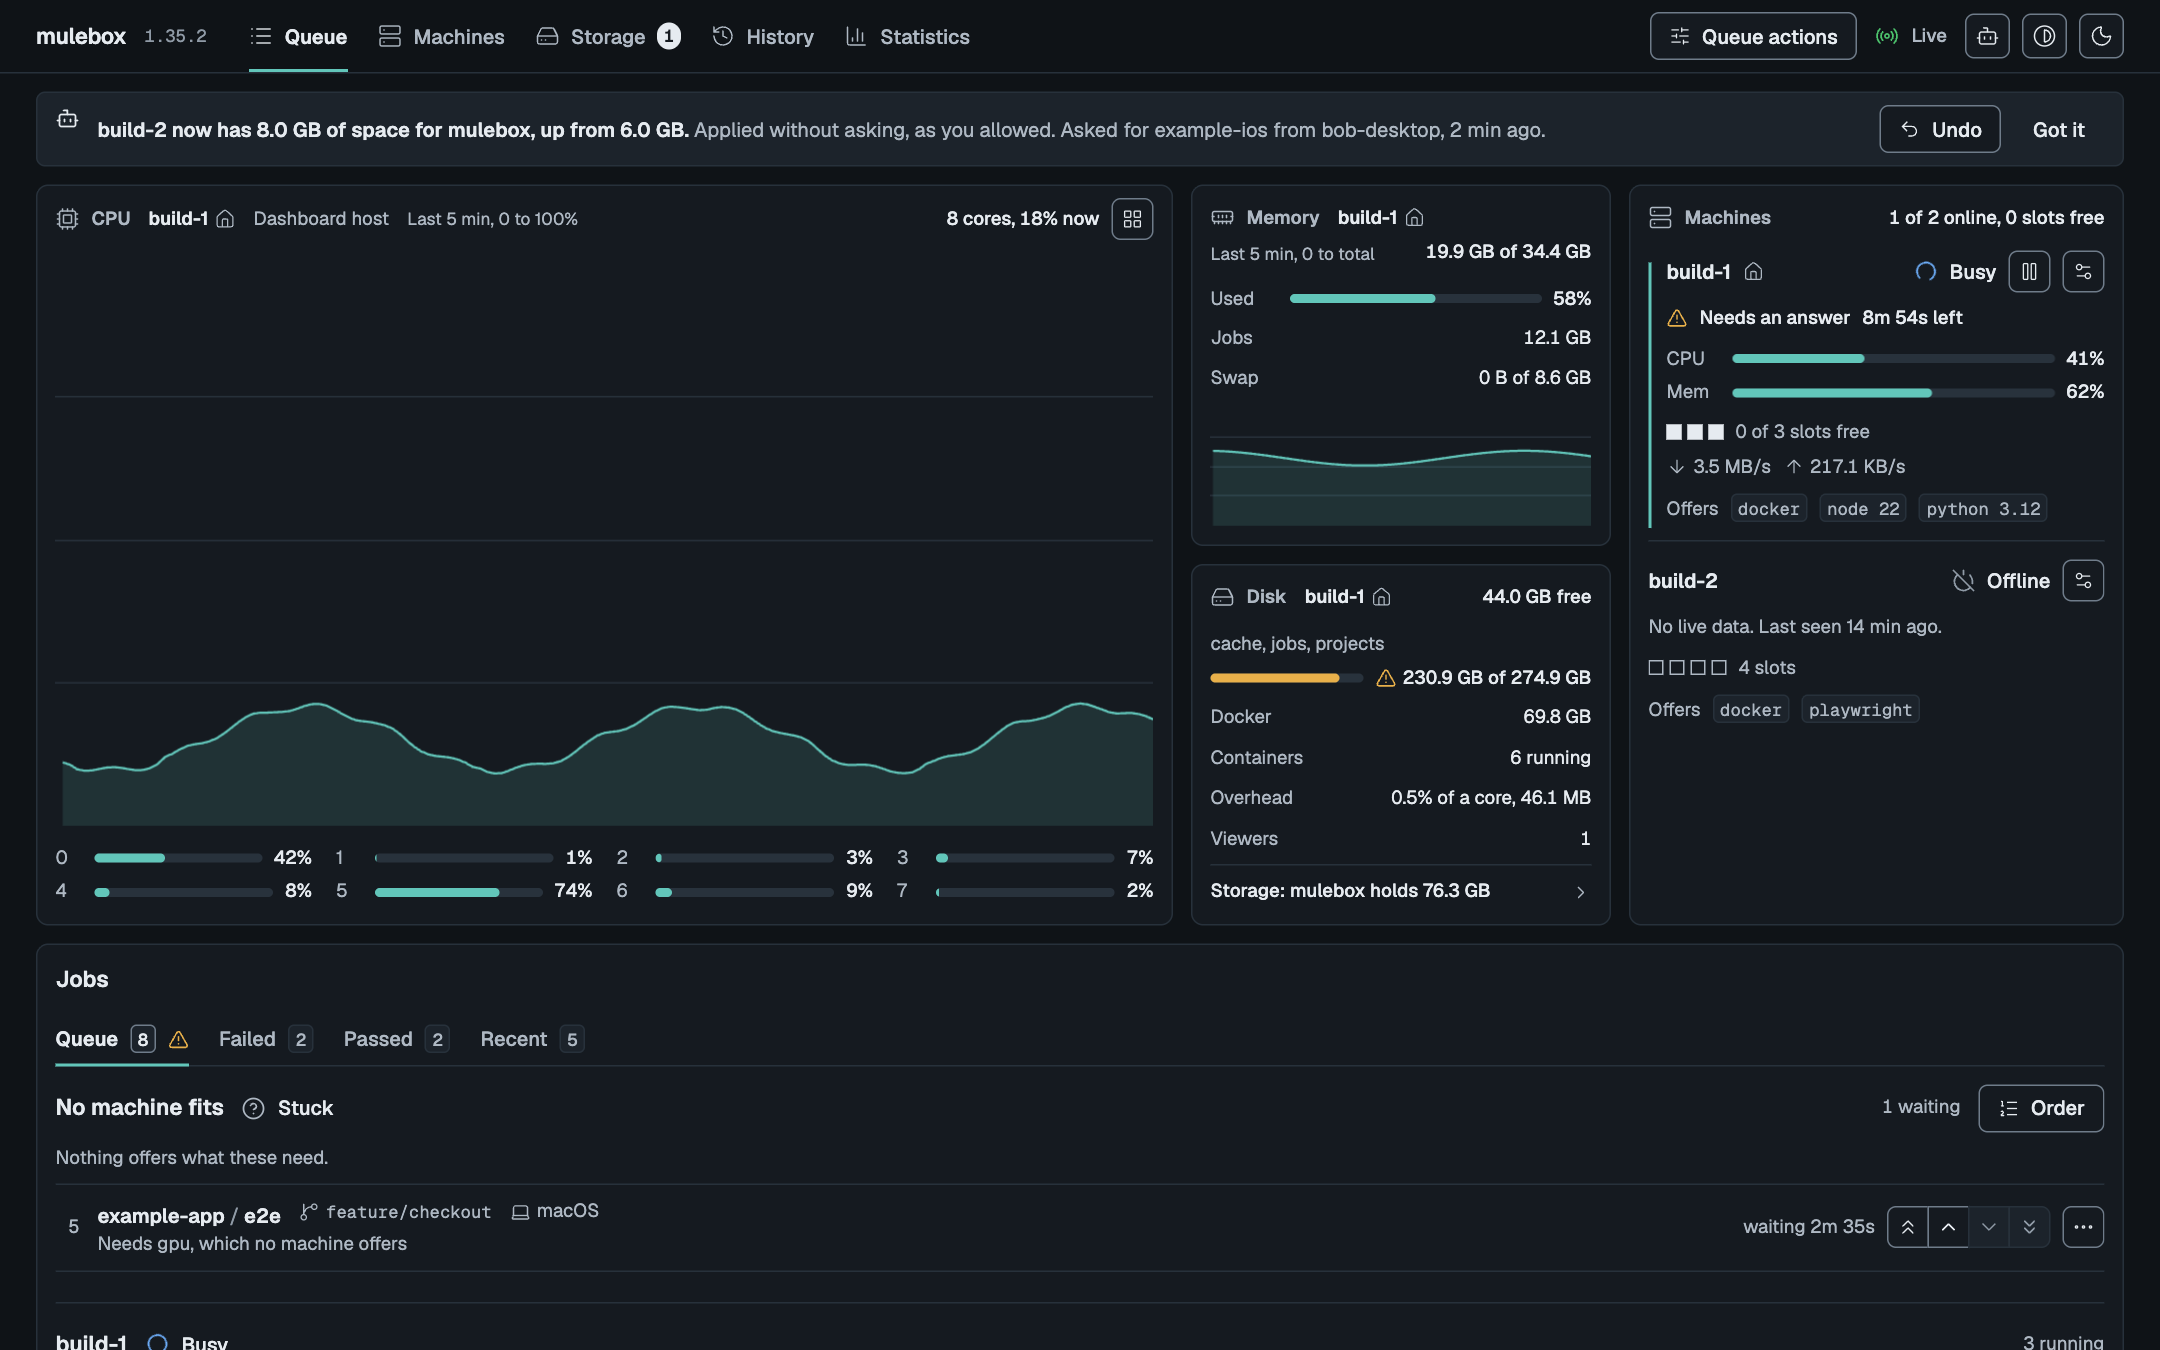 mulebox 1.35.2 Queue Machines Storage 1 History Statistics Queue actions Live
build-2 now has 8.0 GB of space for mulebox, up from 6.0 GB. Applied without asking, as you allowed. Asked for example-ios from bob-desktop, 2 min ago. Undo Got it
CPU build-1 Dashboard host Last 5 min, 0 to 100% 8 cores, 18% now
0 42% 1 1% 2 3% 3 7%
4 8% 5 74% 6 9% 7 2%
Memory build-1
Last 5 min, 0 to total 19.9 GB of 34.4 GB
Used 58%
Jobs 12.1 GB
Swap 0 B of 8.6 GB
Disk build-1 44.0 GB free
cache, jobs, projects
230.9 GB of 274.9 GB
Docker 69.8 GB
Containers 6 running
Overhead 0.5% of a core, 46.1 MB
Viewers 1
Storage: mulebox holds 76.3 GB
Machines 1 of 2 online, 0 slots free
build-1 Busy
Needs an answer 8m 54s left
CPU 41%
Mem 62%
0 of 3 slots free
3.5 MB/s 217.1 KB/s
Offers docker node 22 python 3.12
build-2 Offline
No live data. Last seen 14 min ago.
4 slots
Offers docker playwright
Jobs
Queue 8 Failed 2 Passed 2 Recent 5
No machine fits Stuck 1 waiting Order
Nothing offers what these need.
5 example-app / e2e feature/checkout macOS waiting 2m 35s
Needs gpu, which no machine offers
build-1 Busy 3 running